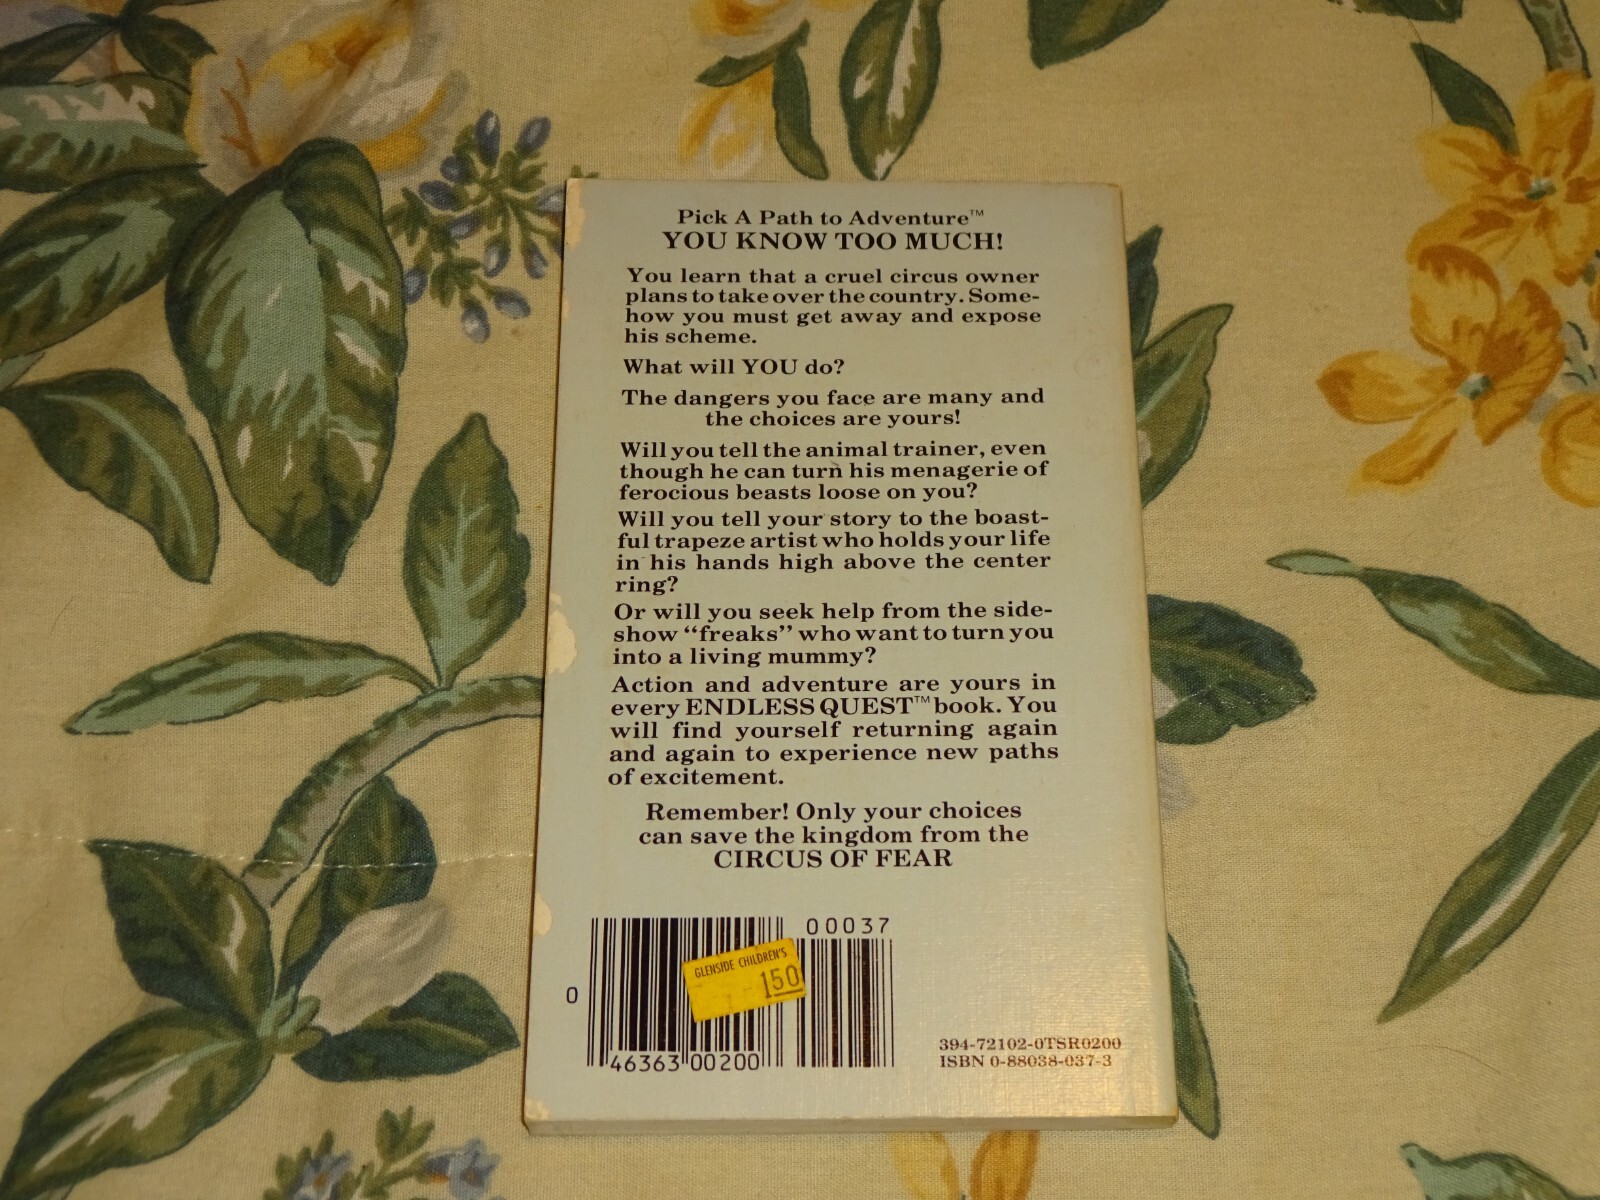 Pick A Path to Adventure™
YOU KNOW TOO MUCH!
You learn that a cruel circus owner
plans to take over the country. Some-
how you must get away and expose
his scheme.
What will YOU do?
The dangers you face are many and
the choices are yours!
Will you tell the animal trainer, even
though he can turn his menagerie of
ferocious beasts loose on you?
Will you tell your story to the boast-
ful trapeze artist who holds your life
in his hands high above the center
ring?
Or will you seek help from the side-
show “freaks” who want to turn you
into a living mummy?
Action and adventure are yours in
every ENDLESS QUEST™ book. You
will find yourself returning again
and again to experience new paths
of excitement.
Remember! Only your choices
can save the kingdom from the
CIRCUS OF FEAR
00037
GLENSIDE CHILDREN'S
1.50
0
46363 00200
394-72102-0TSR0200
ISBN 0-88038-037-3